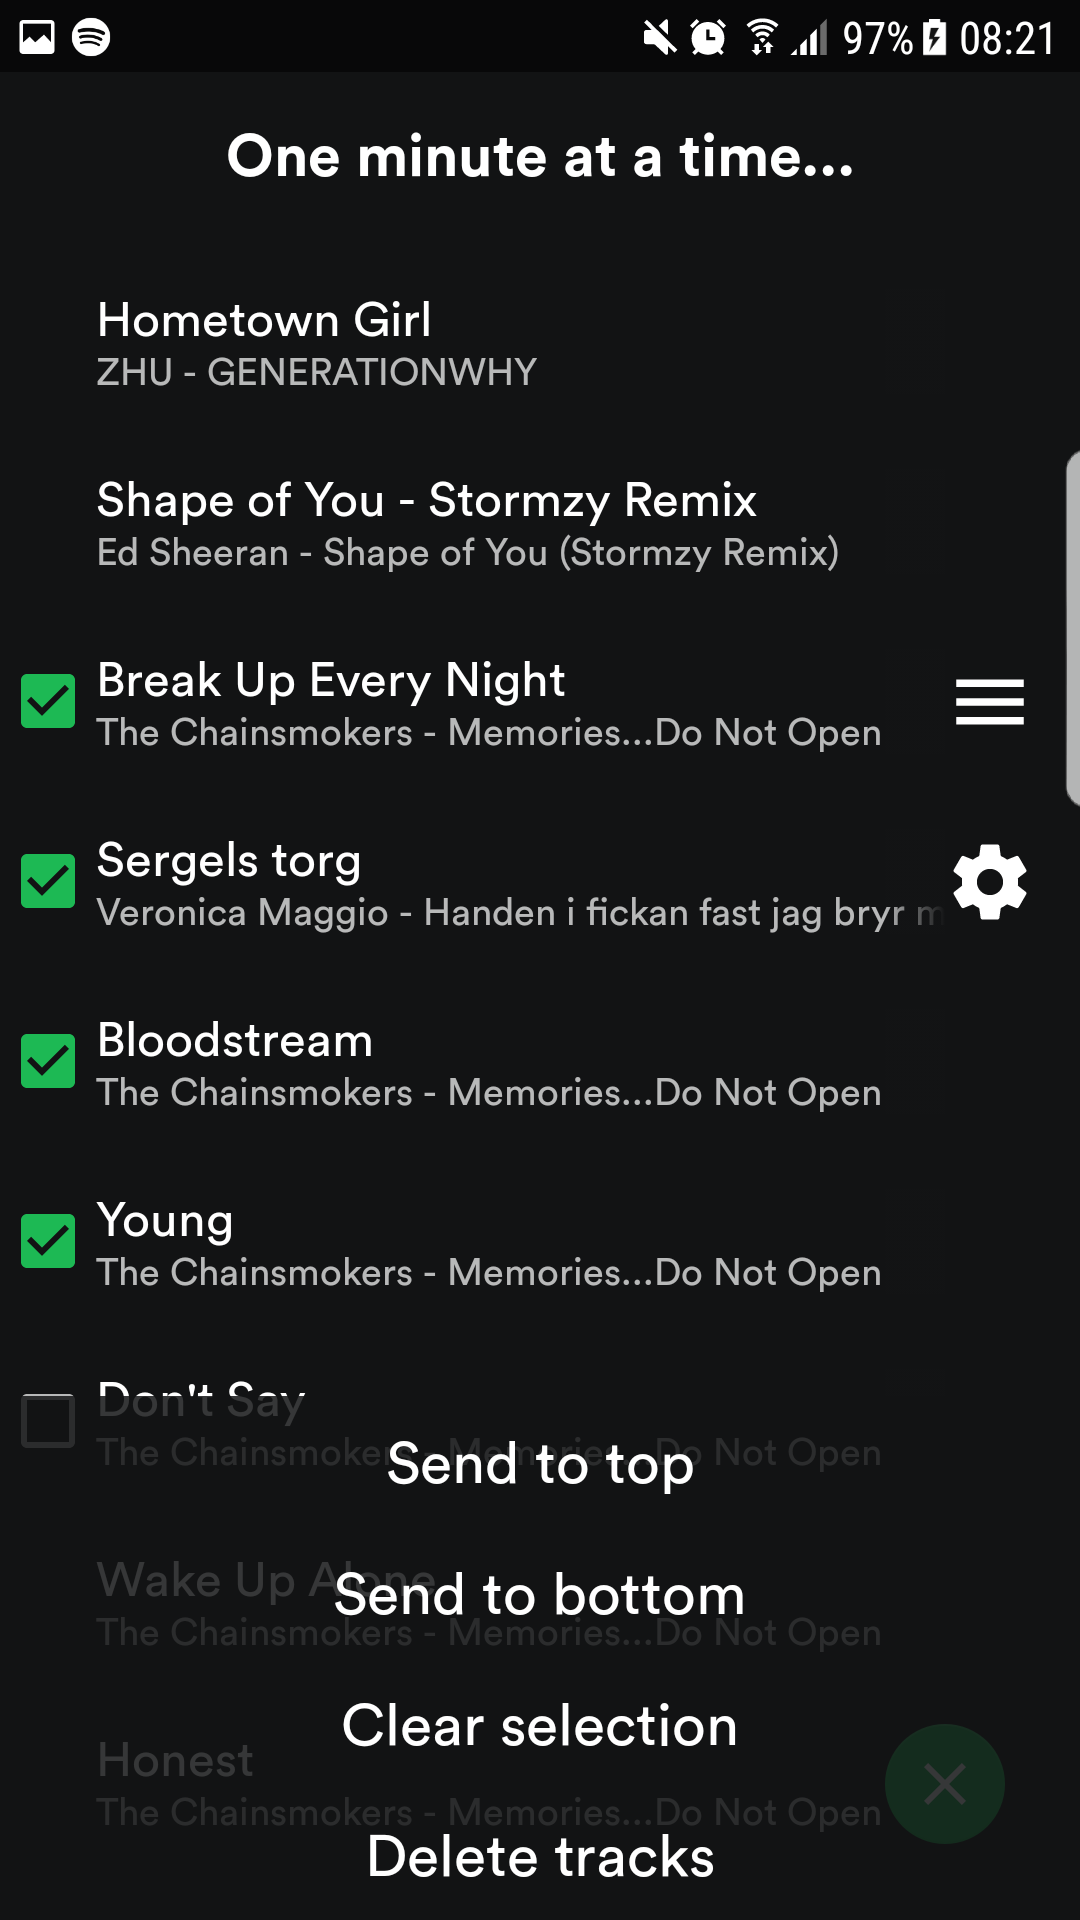 97% 08:21
One minute at a time...
Hometown Girl
ZHU - GENERATIONWHY
Shape of You - Stormzy Remix
Ed Sheeran - Shape of You (Stormzy Remix)
Break Up Every Night
The Chainsmokers - Memories...Do Not Open
Sergels torg
Veronica Maggio - Handen i fickan fast jag bryr m
Bloodstream
The Chainsmokers - Memories...Do Not Open
Young
The Chainsmokers - Memories...Do Not Open
Don't Say
The Chainsmokers - Memories...Do Not Open
Send to top
Wake Up Alone
Send to bottom
The Chainsmokers - Memories...Do Not Open
Clear selection
Honest
The Chainsmokers - Memories...Do Not Open
Delete tracks